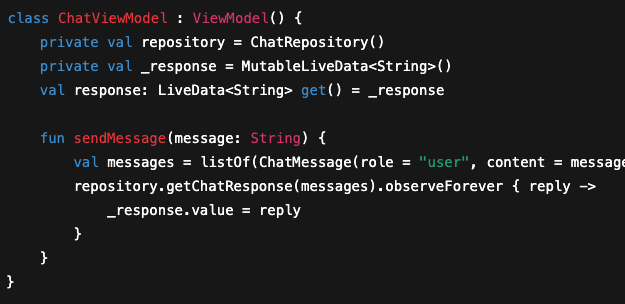 class ChatViewModel : ViewModel() {
    private val repository = ChatRepository()
    private val _response = MutableLiveData<String>()
    val response: LiveData<String> get() = _response

    fun sendMessage(message: String) {
        val messages = listOf(ChatMessage(role = "user", content = message
        repository.getChatResponse(messages).observeForever { reply ->
            _response.value = reply
        }
    }
}